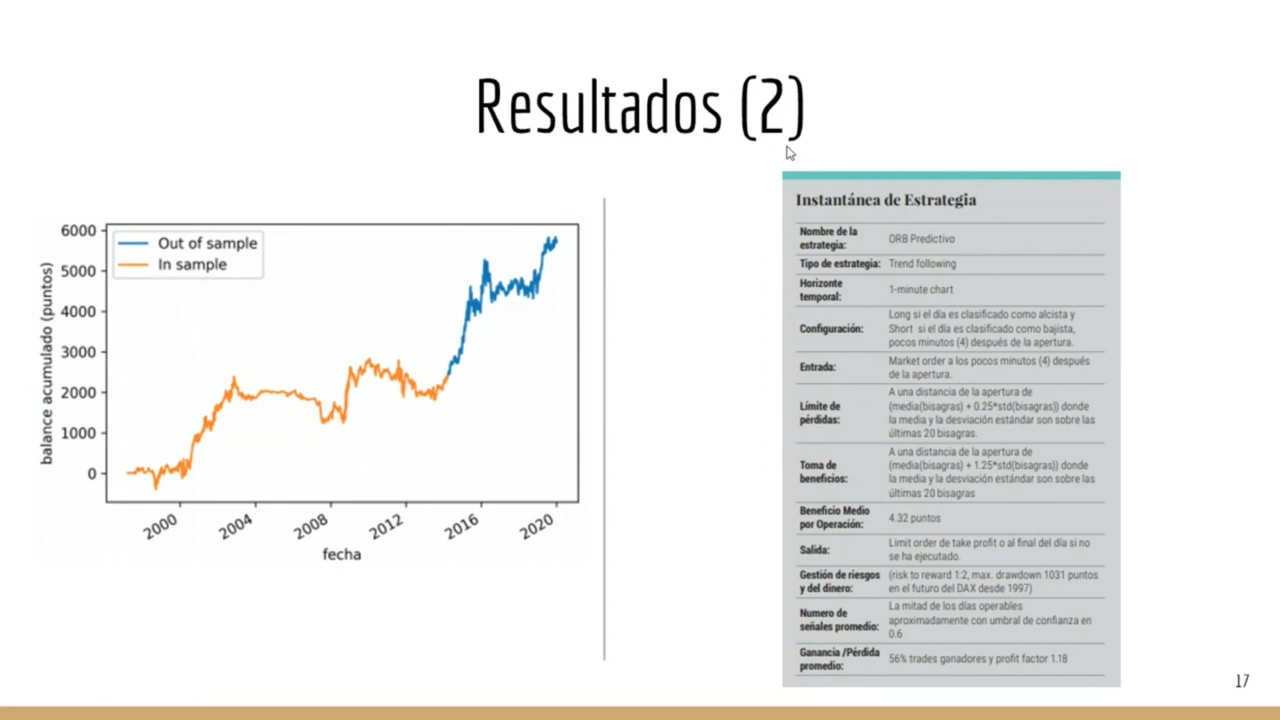 Resultados (2)
6000
5000
4000
3000
2000
1000
0
balance acumulado (puntos)
Out of sample
In sample
2000
2004
2008
2012
2016
2020
fecha
Instantánea de Estrategia
Nombre de la
estrategia:
ORB Predictivo
Tipo de estrategia:
Trend following
Horizonte
temporal:
1-minute chart
Configuración:
Long si el día es clasificado como alcista y
Short si el día es clasificado como bajista,
pocos minutos (4) después de la apertura.
Entrada:
Market order a los pocos minutos (4) después
de la apertura.
Límite de
pérdidas:
A una distancia de la apertura de
(media(bisagras) + 0.25*std(bisagras)) donde
la media y la desviación estándar son sobre las
últimas 20 bisagras.
Toma de
beneficios:
A una distancia de la apertura de
(media(bisagras) + 1.25*std(bisagras)) donde
la media y la desviación estándar son sobre las
últimas 20 bisagras
Beneficio Medio
por Operación:
4.32 puntos
Salida:
Limit order de take profit o al final del día si no
se ha ejecutado.
Gestión de riesgos
y del dinero:
(risk to reward 1:2, max. drawdown 1031 puntos
en el futuro del DAX desde 1997)
Numero de
señales promedio:
La mitad de los días operables
aproximadamente con umbral de confianza en
0.6
Ganancia /Pérdida
promedio:
56% trades ganadores y profit factor 1.18
17